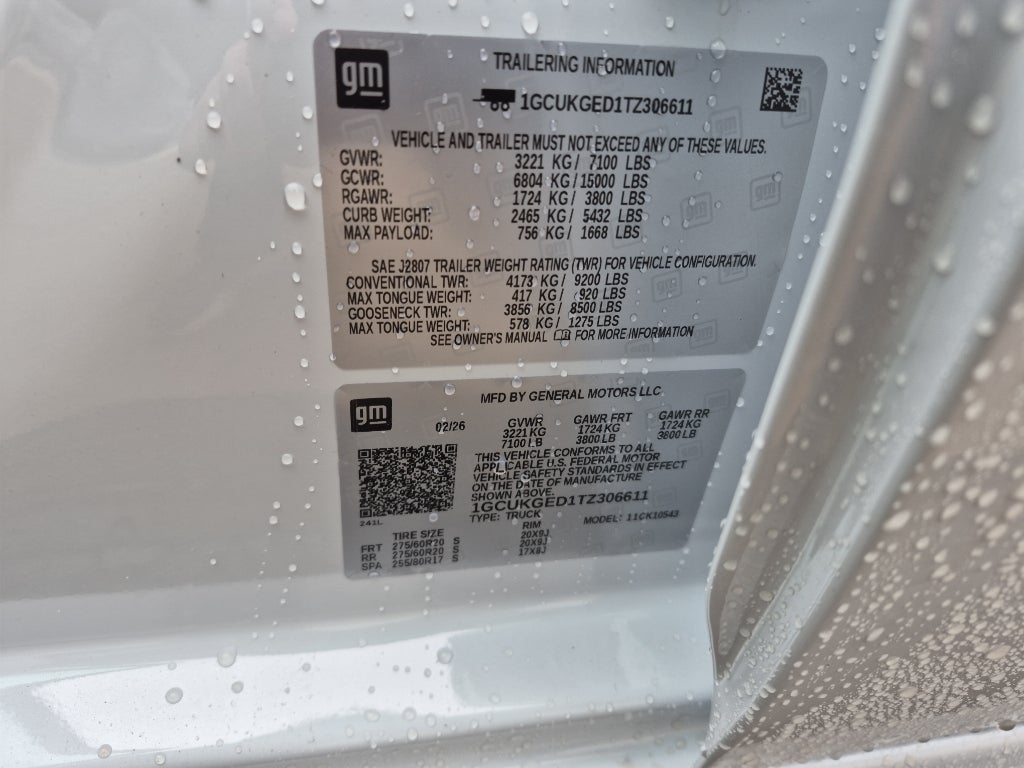 gm
TRAILERING INFORMATION
1GCUKGED1TZ306611
VEHICLE AND TRAILER MUST NOT EXCEED ANY OF THESE VALUES.
GVWR: 3221 KG/ 7100 LBS
GCWR: 6804 KG/ 15000 LBS
RGAWR: 1724 KG/ 3800 LBS
CURB WEIGHT: 2465 KG/ 5432 LBS
MAX PAYLOAD: 756 KG/ 1668 LBS
SAE J2807 TRAILER WEIGHT RATING (TWR) FOR VEHICLE CONFIGURATION.
CONVENTIONAL TWR: 4173 KG/ 9200 LBS
MAX TONGUE WEIGHT: 417 KG/ 920 LBS
GOOSENECK TWR: 3856 KG/ 8500 LBS
MAX TONGUE WEIGHT: 578 KG/ 1275 LBS
SEE OWNER'S MANUAL FOR MORE INFORMATION
gm
MFD BY GENERAL MOTORS LLC
02/26 GVWR GAWR FRT GAWR RR
3221 KG 1724 KG 1724 KG
7100 LB 3800 LB 3800 LB
THIS VEHICLE CONFORMS TO ALL
APPLICABLE U.S. FEDERAL MOTOR
VEHICLE SAFETY STANDARDS IN EFFECT
ON THE DATE OF MANUFACTURE
SHOWN ABOVE.
1GCUKGED1TZ306611
241L TYPE: TRUCK MODEL: 11CK10543
TIRE SIZE RIM
FRT 275/60R20 S 20X9J
RR 275/60R20 S 20X9J
SPA 255/80R17 S 17X8J